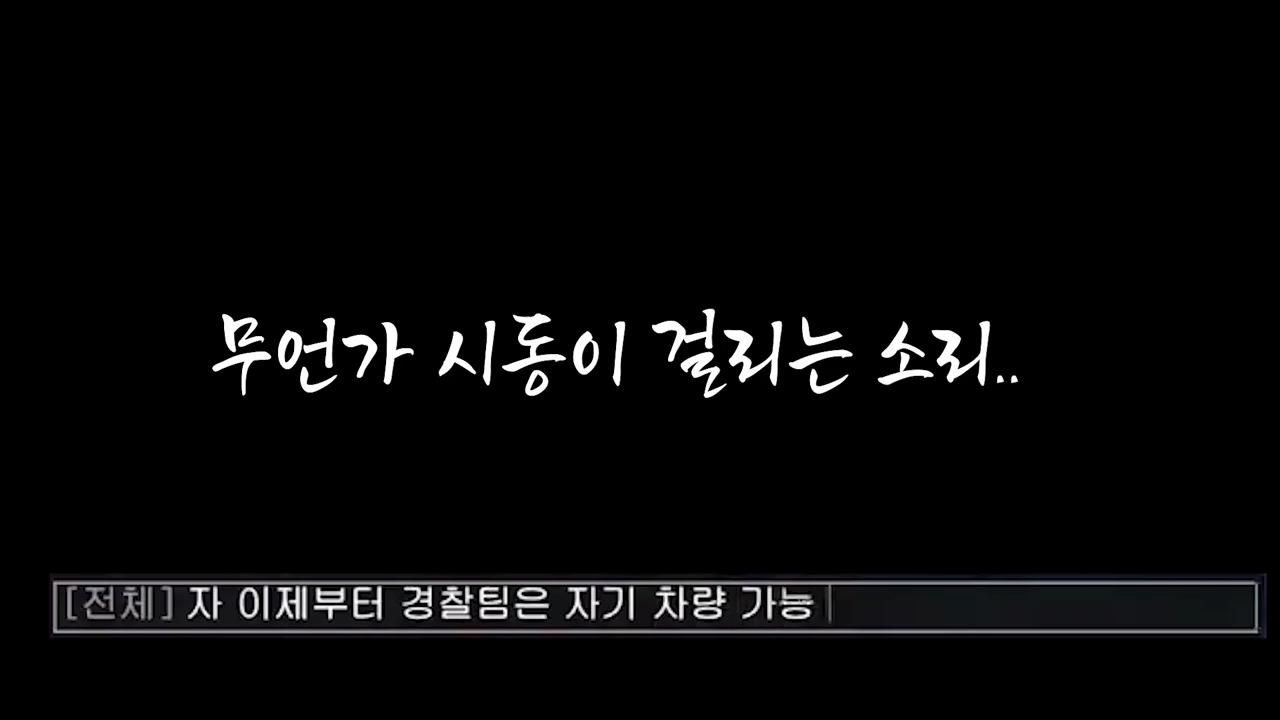 무언가 시동이 걸리는 소리..
[전체] 자 이제부터 경찰팀은 자기 차량 가능